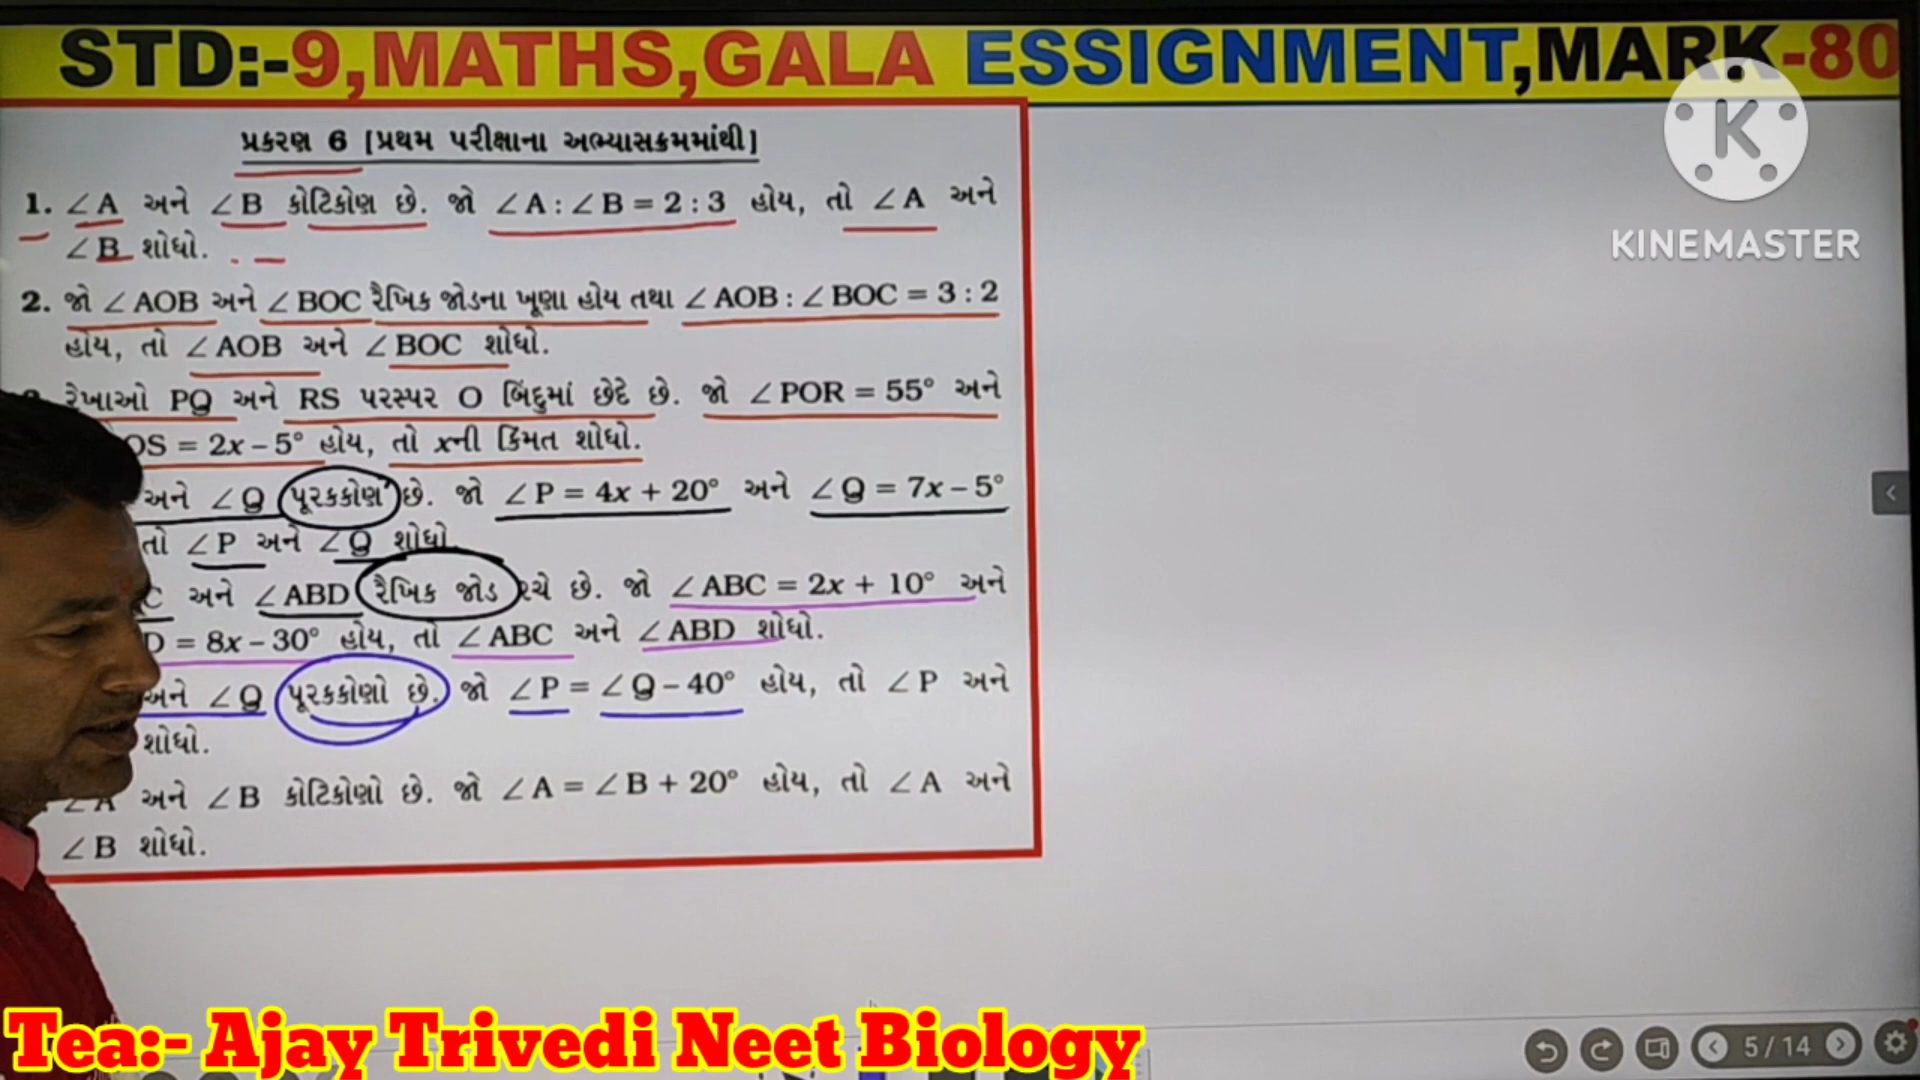 STD:-9,MATHS,GALA ESSIGNMENT,MARK-80
K
KINEMASTER
પ્રકરણ 6 [પ્રથમ પરીક્ષાના અભ્યાસક્રમમાંથી]
1. ∠A અને ∠B કોટિકોણ છે. જો ∠A : ∠B = 2 : 3 હોય, તો ∠A અને
∠B શોધો.
2. જો ∠AOB અને ∠BOC રૈખિક જોડના ખૂણા હોય તથા ∠AOB : ∠BOC = 3 : 2
હોય, તો ∠AOB અને ∠BOC શોધો.
રેખાઓ PQ અને RS પરસ્પર O બિંદુમાં છેદે છે. જો ∠POR = 55° અને
OS = 2x – 5° હોય, તો xની કિંમત શોધો.
અને ∠Q પૂરકકોણ છે. જો ∠P = 4x + 20° અને ∠Q = 7x – 5°
તો ∠P અને ∠Q શોધો.
C અને ∠ABD રૈખિક જોડ રચે છે. જો ∠ABC = 2x + 10° અને
D = 8x – 30° હોય, તો ∠ABC અને ∠ABD શોધો.
અને ∠Q પૂરકકોણો છે. જો ∠P = ∠Q – 40° હોય, તો ∠P અને
શોધો.
∠A અને ∠B કોટિકોણો છે. જો ∠A = ∠B + 20° હોય, તો ∠A અને
∠B શોધો.
Tea:- Ajay Trivedi Neet Biology
5/14